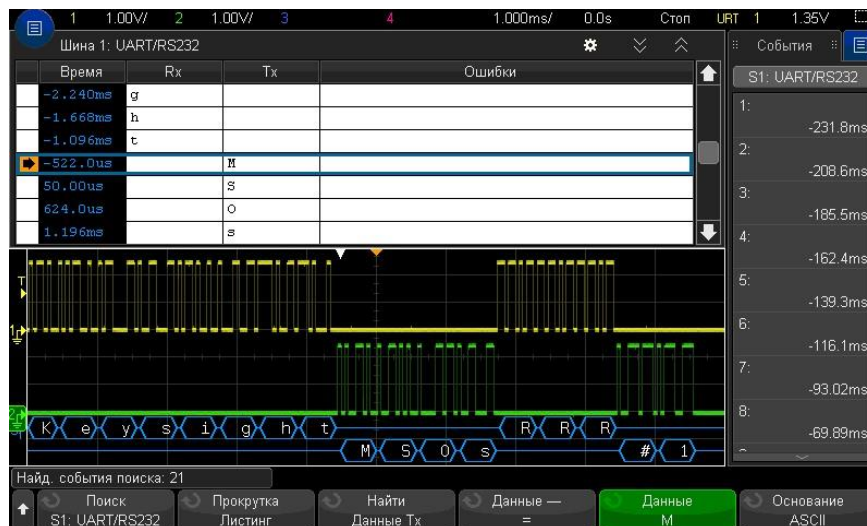 1 1.00V/ 2 1.00V/ 3 4 1.000ms/ 0.0s Стоп URT 1 1.35V
Шина 1: UART/RS232
События
Время Rx Tx Ошибки
S1: UART/RS232
-2.240ms g
-1.668ms h
-1.096ms t
-522.0us M
50.00us S
624.0us O
1.196ms s
1:
-231.8ms
2:
-208.6ms
3:
-185.5ms
4:
-162.4ms
5:
-139.3ms
6:
-116.1ms
7:
-93.02ms
8:
-69.89ms
T
1
2
K e y s i g h t R R R
M S O s # 1
Найд. события поиска: 21
Поиск
S1: UART/RS232
Прокрутка
Листинг
Найти
Данные Tx
Данные —
=
Данные
M
Основание
ASCII